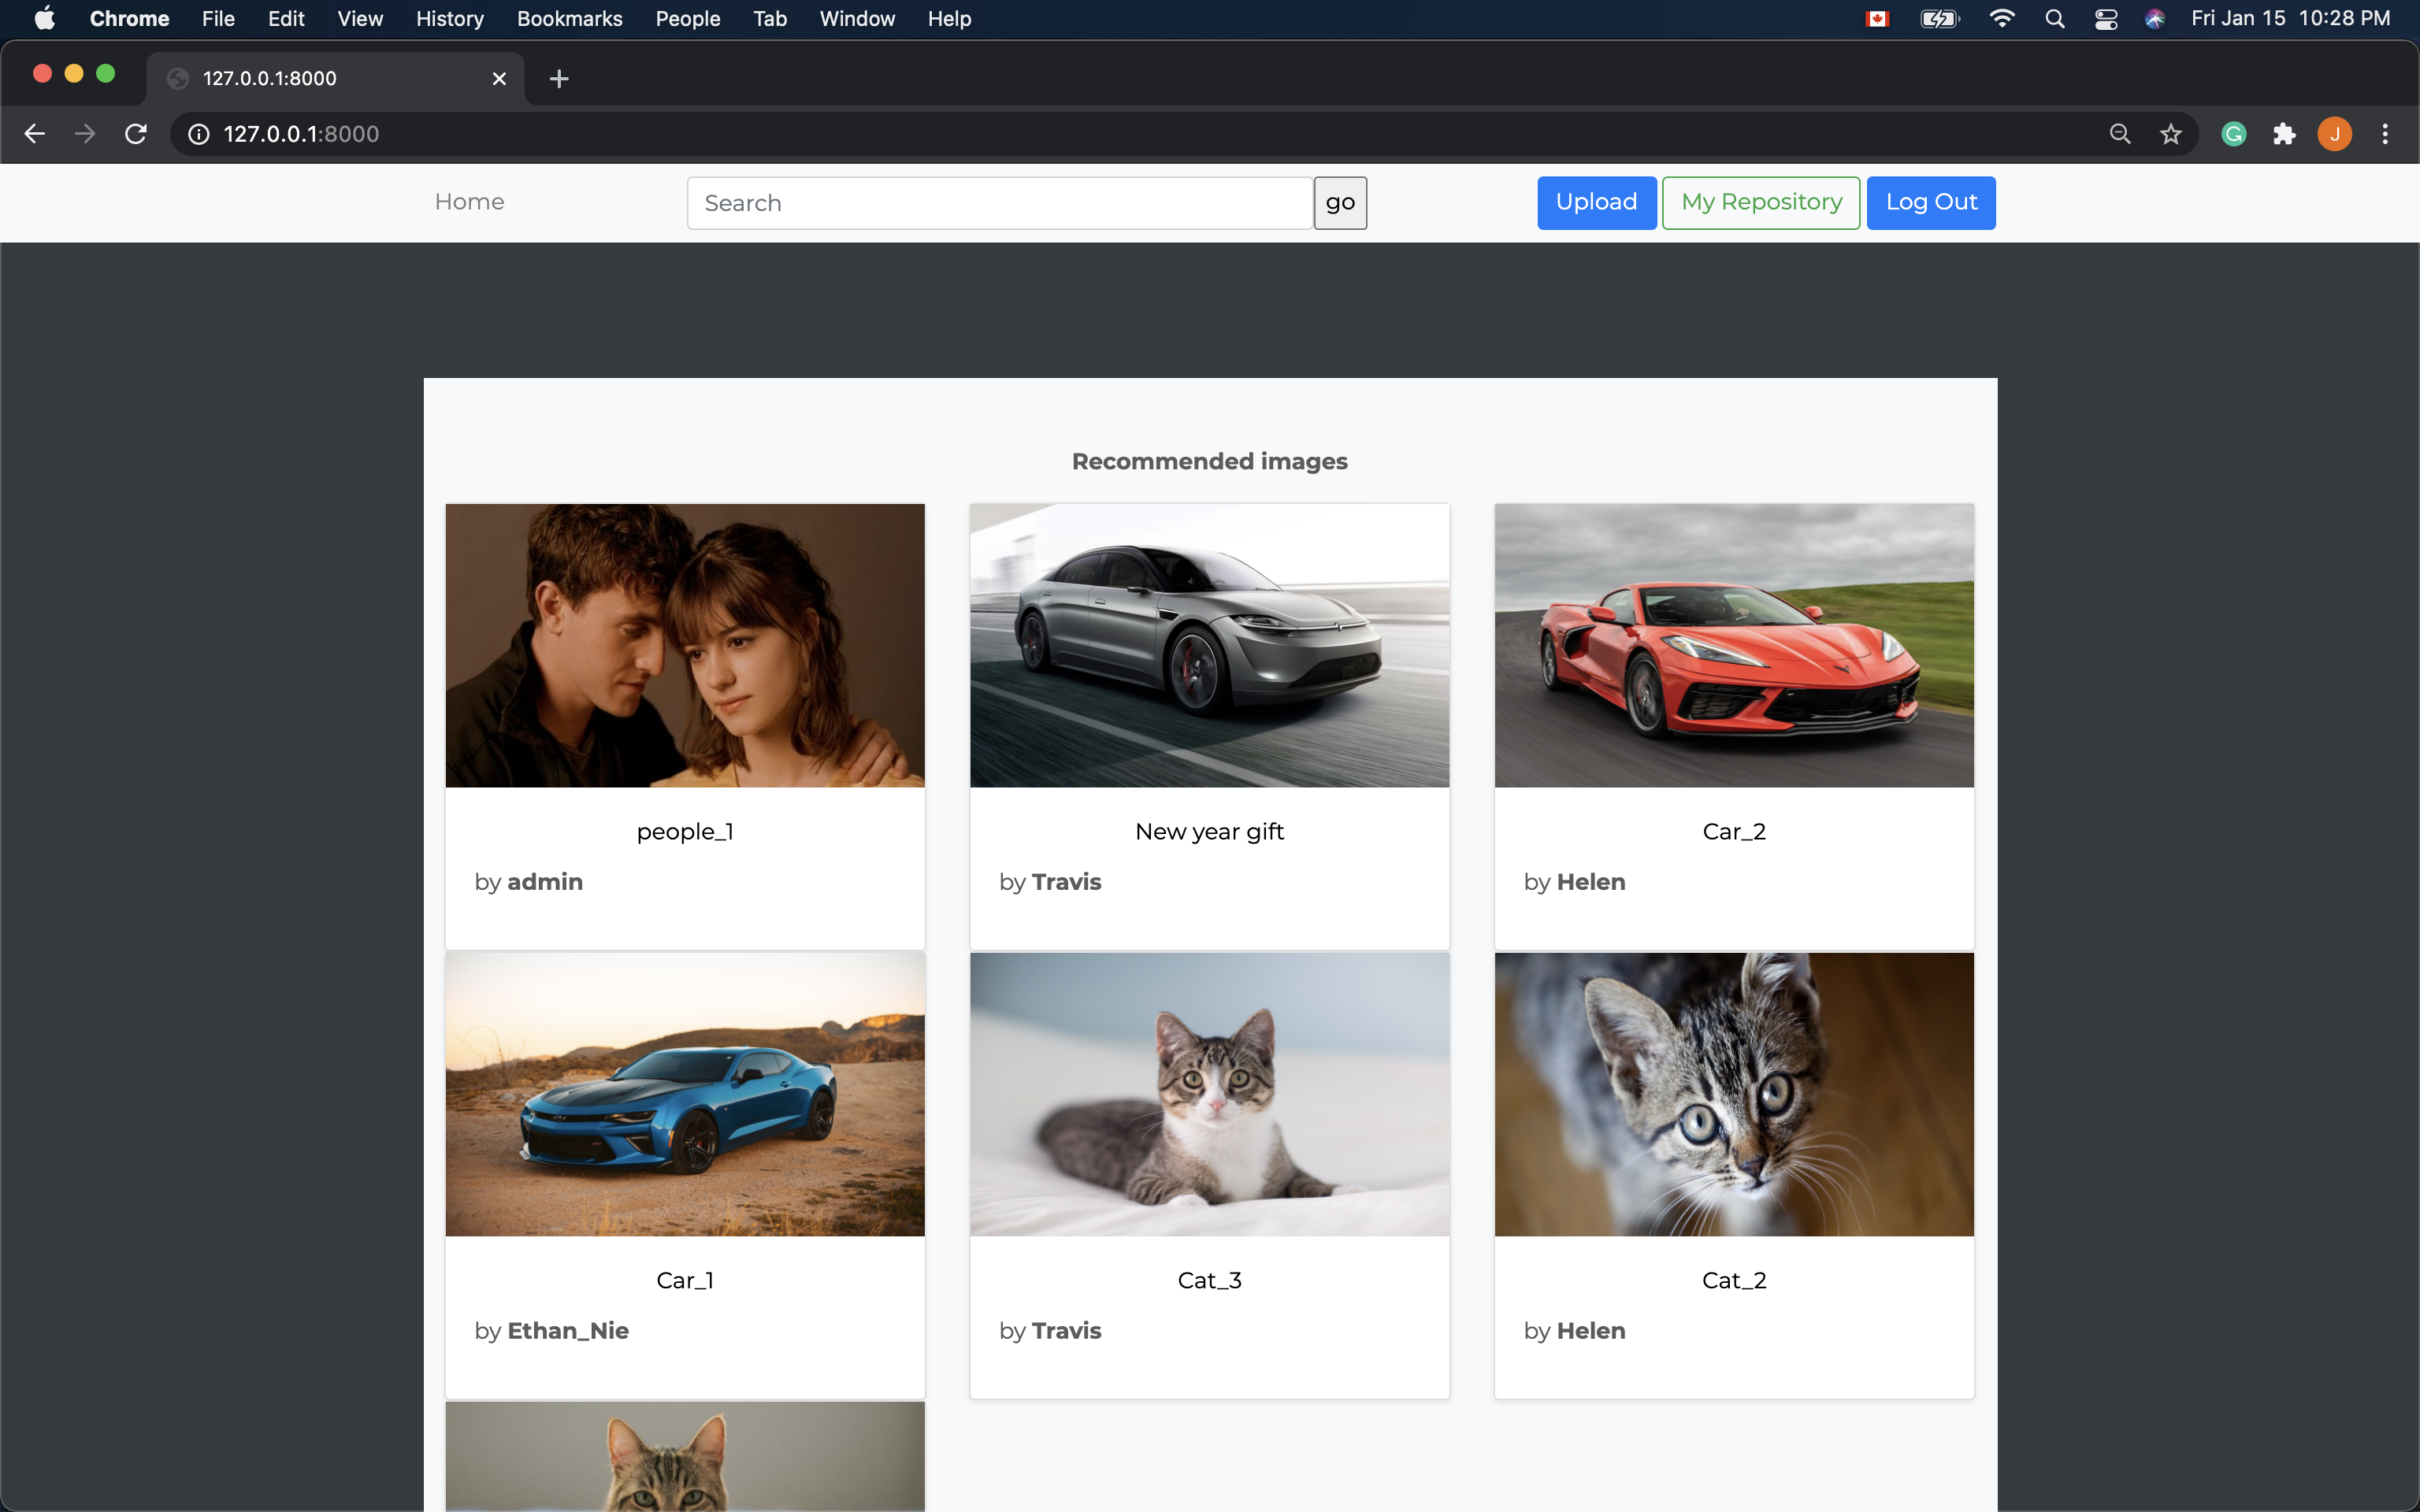 Chrome File Edit View History Bookmarks People Tab Window Help Fri Jan 15 10:28 PM
127.0.0.1:8000
127.0.0.1:8000 J
Home Search go Upload My Repository Log Out
Recommended images
people_1 New year gift Car_2
by admin by Travis by Helen
Car_1 Cat_3 Cat_2
by Ethan_Nie by Travis by Helen